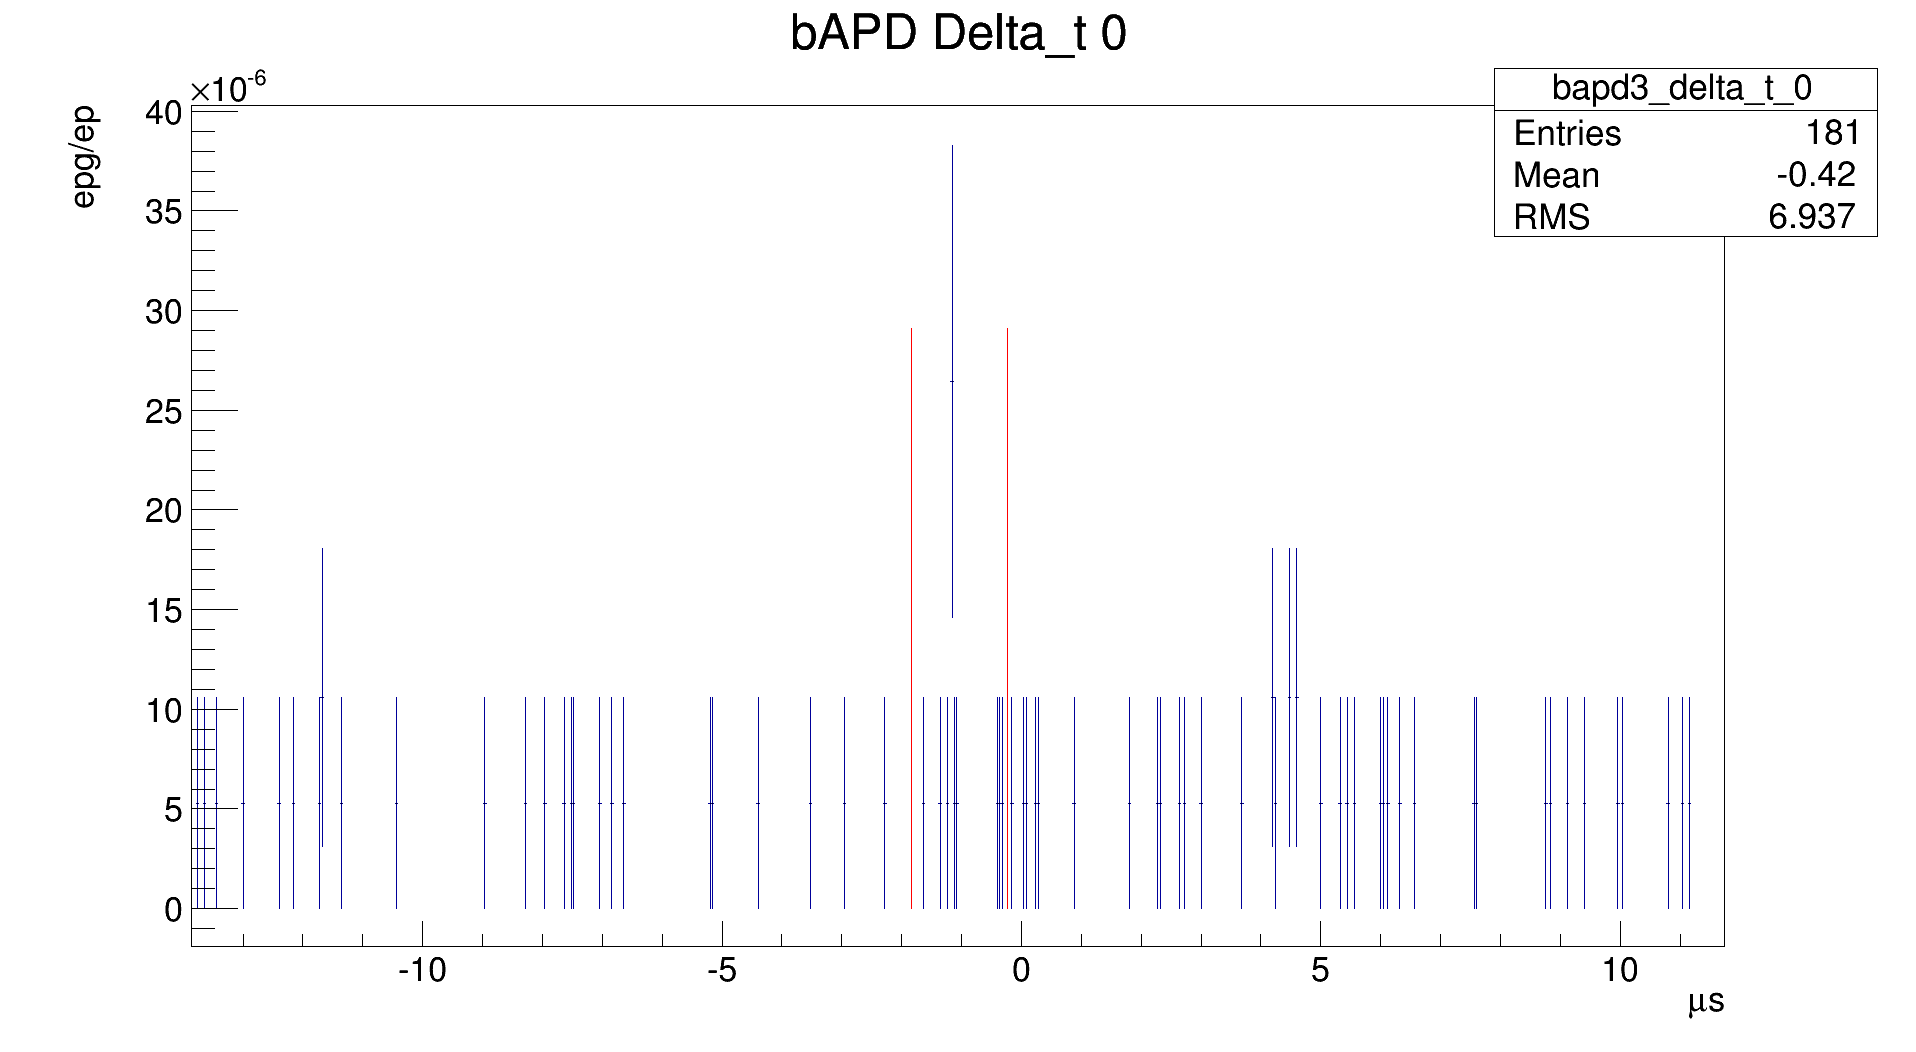 bAPD Delta_t 0
×10-6
epg/ep
bapd3_delta_t_0
Entries 181
Mean -0.42
RMS 6.937
40
35
30
25
20
15
10
5
0
-10 -5 0 5 10
μs